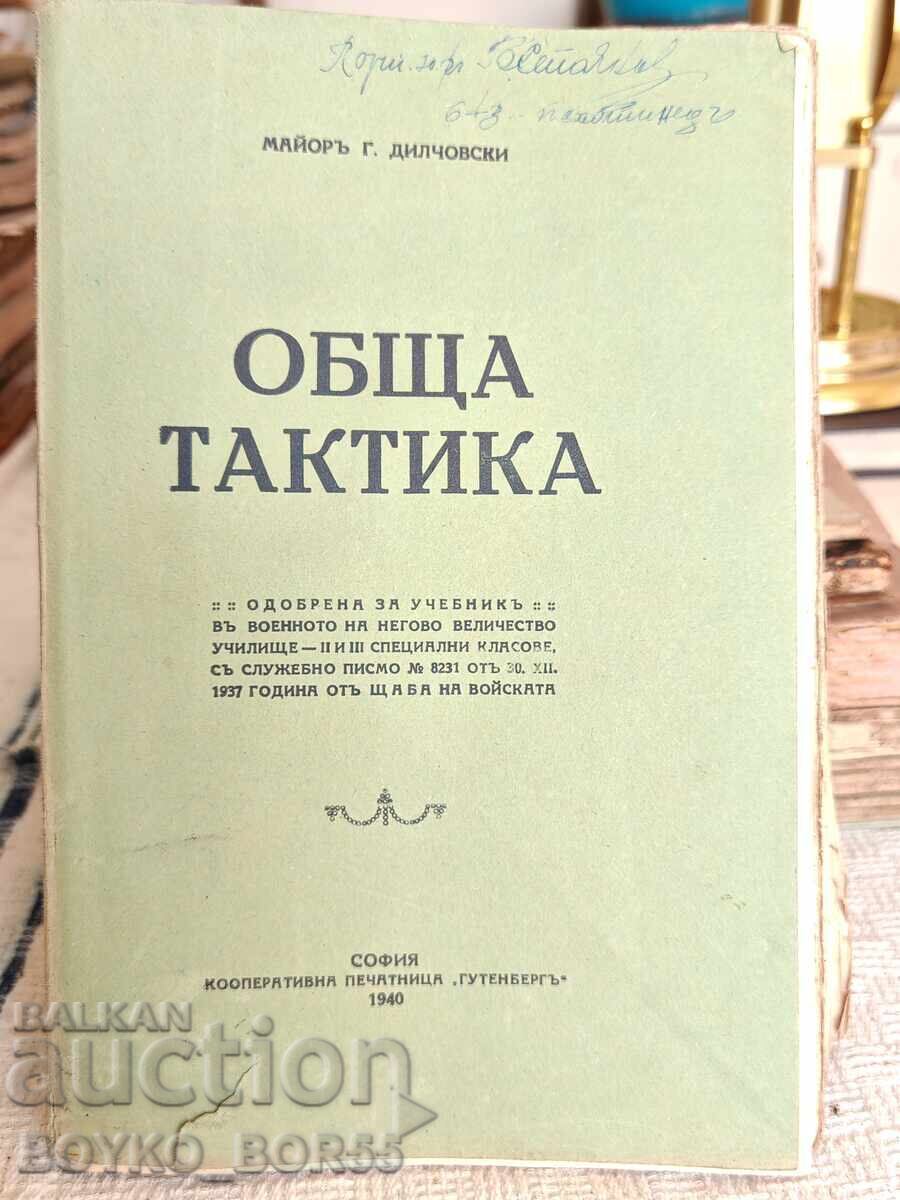 МАЙОРЪ Г. ДИЛЧОВСКИ
ОБЩА
ТАКТИКА
:: :: ОДОБРЕНА ЗА УЧЕБНИКЪ :: ::
ВЪ ВОЕННОТО НА НЕГОВО ВЕЛИЧЕСТВО
УЧИЛИЩЕ — II И III СПЕЦИАЛНИ КЛАСОВЕ,
СЪ СЛУЖЕБНО ПИСМО № 8231 ОТЪ 30. XII.
1937 ГОДИНА ОТЪ ЩАБА НА ВОЙСКАТА
СОФИЯ
КООПЕРАТИВНА ПЕЧАТНИЦА „ГУТЕНБЕРГЪ“
1940
BALKAN
auction
BOYKO_BOR55